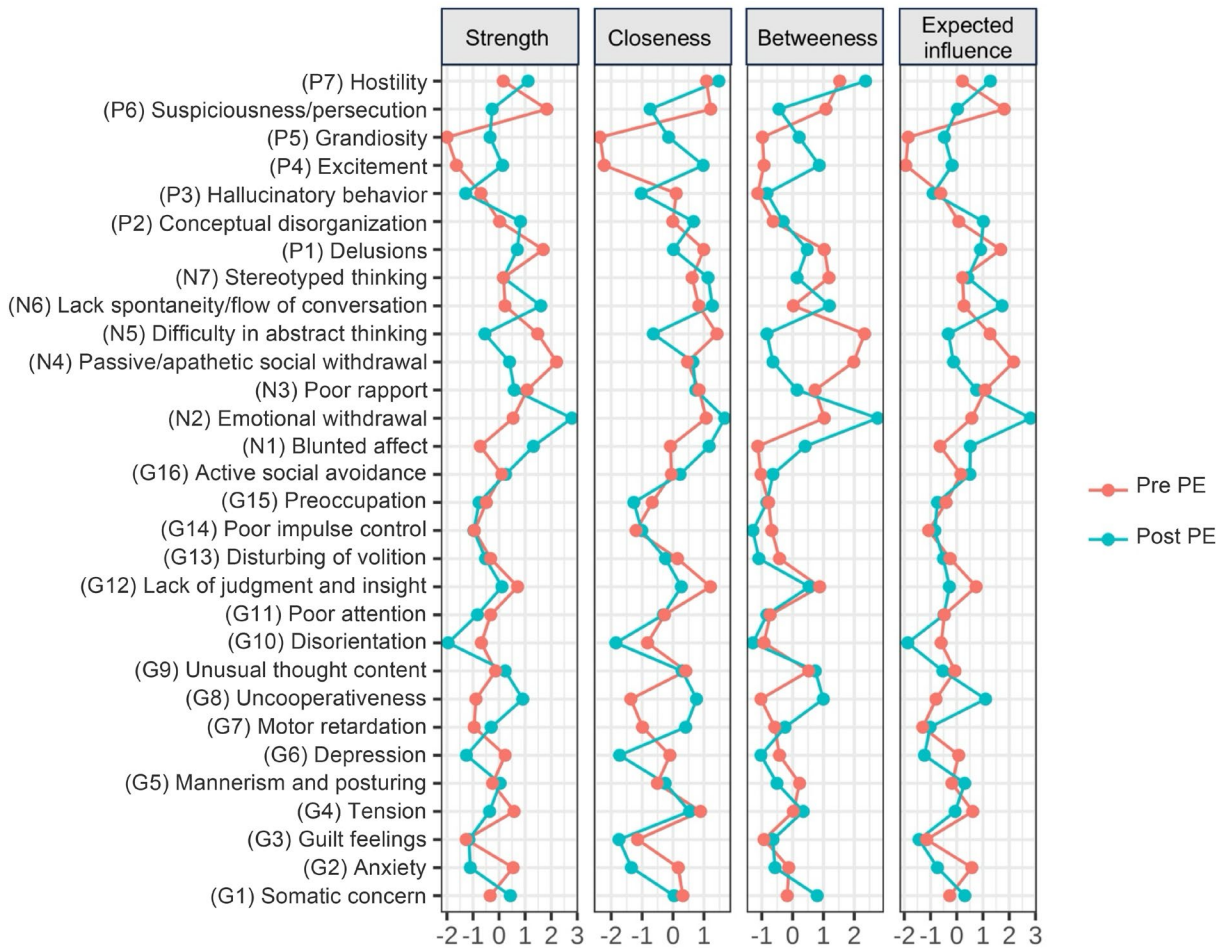 Strength Closeness Betweeness Expected influence
(P7) Hostility
(P6) Suspiciousness/persecution
(P5) Grandiosity
(P4) Excitement
(P3) Hallucinatory behavior
(P2) Conceptual disorganization
(P1) Delusions
(N7) Stereotyped thinking
(N6) Lack spontaneity/flow of conversation
(N5) Difficulty in abstract thinking
(N4) Passive/apathetic social withdrawal
(N3) Poor rapport
(N2) Emotional withdrawal
(N1) Blunted affect
(G16) Active social avoidance
(G15) Preoccupation
(G14) Poor impulse control
(G13) Disturbing of volition
(G12) Lack of judgment and insight
(G11) Poor attention
(G10) Disorientation
(G9) Unusual thought content
(G8) Uncooperativeness
(G7) Motor retardation
(G6) Depression
(G5) Mannerism and posturing
(G4) Tension
(G3) Guilt feelings
(G2) Anxiety
(G1) Somatic concern
-2 -1 0 1 2 3 -2 -1 0 1 -1 0 1 2 -2 -1 0 1 2 3
Pre PE
Post PE